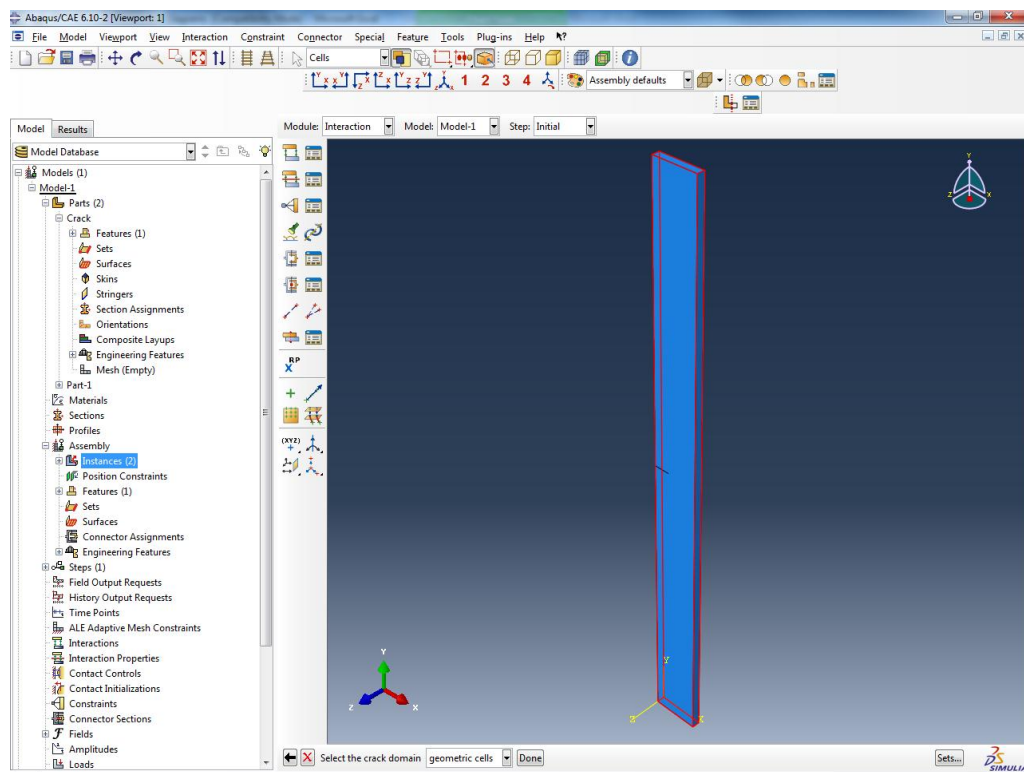 Abaqus/CAE 6.10-2 [Viewport: 1]
File Model Viewport View Interaction Constraint Connector Special Feature Tools Plug-ins Help
Cells
1 2 3 4 Assembly defaults
Model Results
Module: Interaction Model: Model-1 Step: Initial
Model Database
Models (1)
Model-1
Parts (2)
Crack
Features (1)
Sets
Surfaces
Skins
Stringers
Section Assignments
Orientations
Composite Layups
Engineering Features
Mesh (Empty)
Part-1
Materials
Sections
Profiles
Assembly
Instances (2)
Position Constraints
Features (1)
Sets
Surfaces
Connector Assignments
Engineering Features
Steps (1)
Field Output Requests
History Output Requests
Time Points
ALE Adaptive Mesh Constraints
Interactions
Interaction Properties
Contact Controls
Contact Initializations
Constraints
Connector Sections
Fields
Amplitudes
Loads
RP
(XYZ)
Y
Z X
Y
Z X
Y
Z X
Select the crack domain geometric cells Done Sets...
SIMULIA